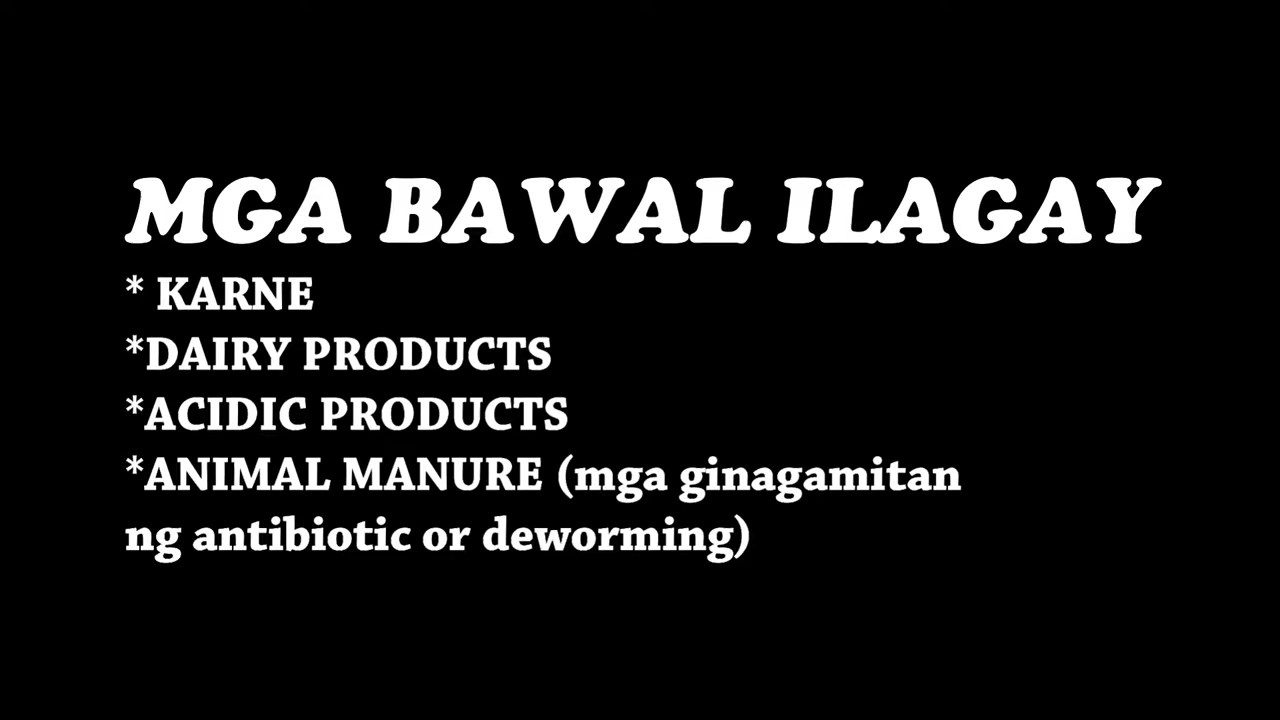 MGA BAWAL ILAGAY
* KARNE
*DAIRY PRODUCTS
*ACIDIC PRODUCTS
*ANIMAL MANURE (mga ginagamitan
ng antibiotic or deworming)